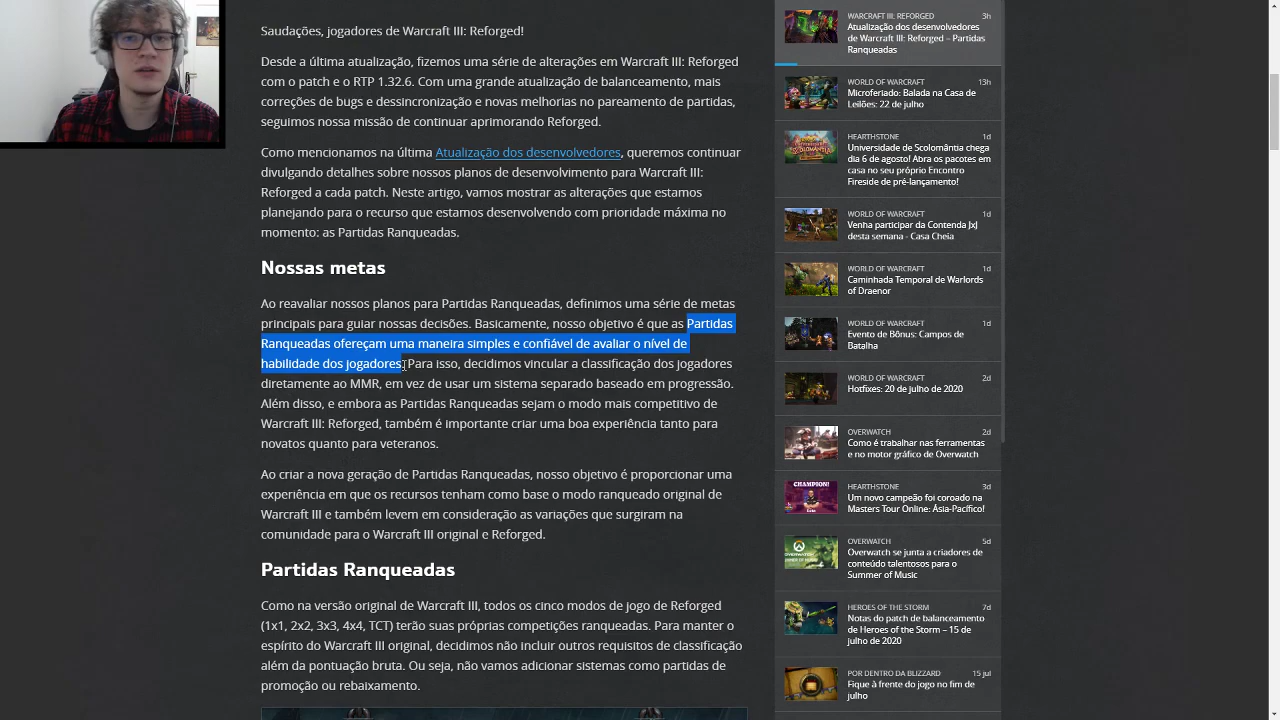 Saudações, jogadores de Warcraft III: Reforged!
Desde a última atualização, fizemos uma série de alterações em Warcraft III: Reforged
com o patch e o RTP 1.32.6. Com uma grande atualização de balanceamento, mais
correções de bugs e dessincronização e novas melhorias no pareamento de partidas,
seguimos nossa missão de continuar aprimorando Reforged.
Como mencionamos na última Atualização dos desenvolvedores, queremos continuar
divulgando detalhes sobre nossos planos de desenvolvimento para Warcraft III:
Reforged a cada patch. Neste artigo, vamos mostrar as alterações que estamos
planejando para o recurso que estamos desenvolvendo com prioridade máxima no
momento: as Partidas Ranqueadas.
Nossas metas
Ao reavaliar nossos planos para Partidas Ranqueadas, definimos uma série de metas
principais para guiar nossas decisões. Basicamente, nosso objetivo é que as Partidas
Ranqueadas ofereçam uma maneira simples e confiável de avaliar o nível de
habilidade dos jogadores. Para isso, decidimos vincular a classificação dos jogadores
diretamente ao MMR, em vez de usar um sistema separado baseado em progressão.
Além disso, e embora as Partidas Ranqueadas sejam o modo mais competitivo de
Warcraft III: Reforged, também é importante criar uma boa experiência tanto para
novatos quanto para veteranos.
Ao criar a nova geração de Partidas Ranqueadas, nosso objetivo é proporcionar uma
experiência em que os recursos tenham como base o modo ranqueado original de
Warcraft III e também levem em consideração as variações que surgiram na
comunidade para o Warcraft III original e Reforged.
Partidas Ranqueadas
Como na versão original de Warcraft III, todos os cinco modos de jogo de Reforged
(1x1, 2x2, 3x3, 4x4, TCT) terão suas próprias competições ranqueadas. Para manter o
espírito do Warcraft III original, decidimos não incluir outros requisitos de classificação
além da pontuação bruta. Ou seja, não vamos adicionar sistemas como partidas de
promoção ou rebaixamento.
WARCRAFT III: REFORGED 3h
Atualização dos desenvolvedores
de Warcraft III: Reforged – Partidas
Ranqueadas
WORLD OF WARCRAFT 13h
Microferiado: Balada na Casa de
Leilões: 22 de julho
HEARTHSTONE 1d
Universidade de Scolomântia chega
dia 6 de agosto! Abra os pacotes em
casa no seu próprio Encontro
Fireside de pré-lançamento!
WORLD OF WARCRAFT 1d
Venha participar da Contenda JxJ
desta semana - Casa Cheia
WORLD OF WARCRAFT 1d
Caminhada Temporal de Warlords
of Draenor
WORLD OF WARCRAFT 1d
Evento de Bônus: Campos de
Batalha
WORLD OF WARCRAFT 2d
Hotfixes: 20 de julho de 2020
OVERWATCH 2d
Como é trabalhar nas ferramentas
e no motor gráfico de Overwatch
CHAMPION!
HEARTHSTONE 3d
Um novo campeão foi coroado na
Masters Tour Online: Ásia-Pacífico!
OVERWATCH 5d
Overwatch se junta a criadores de
conteúdo talentosos para o
Summer of Music
HEROES OF THE STORM 7d
Notas do patch de balanceamento
de Heroes of the Storm – 15 de
julho de 2020
POR DENTRO DA BLIZZARD 15 jul
Fique à frente do jogo no fim de
julho